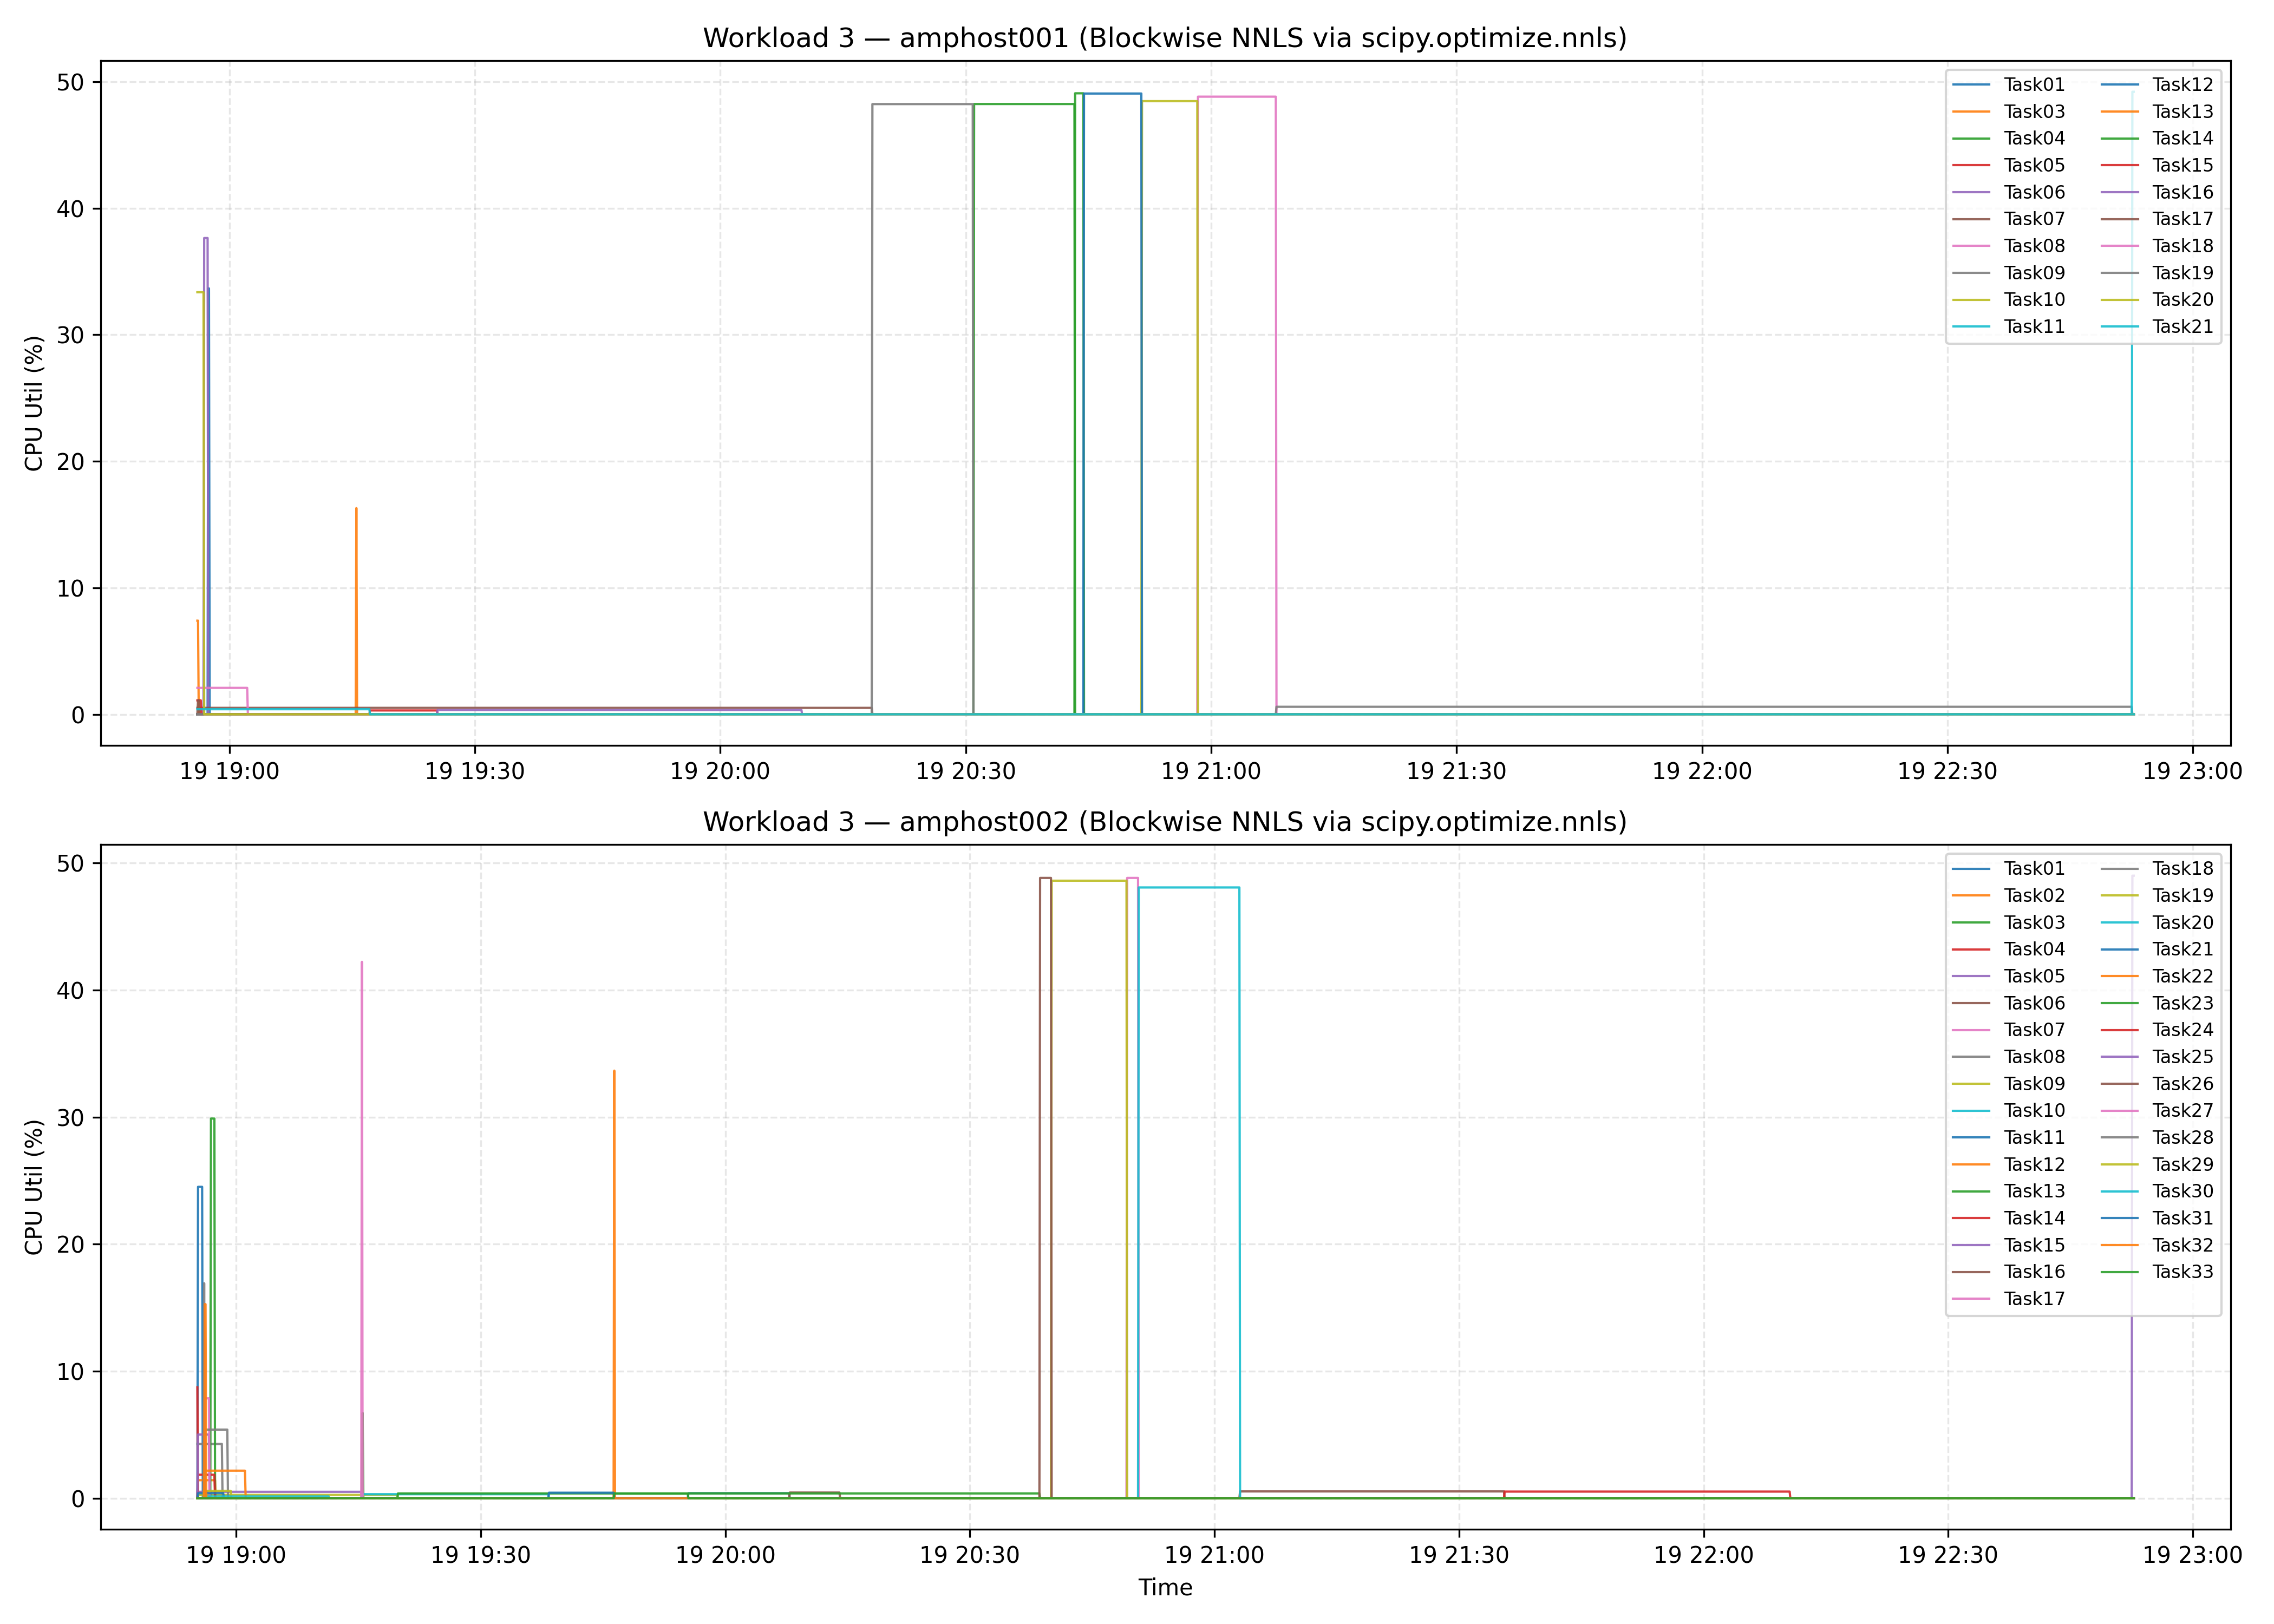 Workload 3 — amphost001 (Blockwise NNLS via scipy.optimize.nnls)
CPU Util (%)
50
40
30
20
10
0
Task01 Task12
Task03 Task13
Task04 Task14
Task05 Task15
Task06 Task16
Task07 Task17
Task08 Task18
Task09 Task19
Task10 Task20
Task11 Task21
19 19:00 19 19:30 19 20:00 19 20:30 19 21:00 19 21:30 19 22:00 19 22:30 19 23:00
Workload 3 — amphost002 (Blockwise NNLS via scipy.optimize.nnls)
CPU Util (%)
50
40
30
20
10
0
Task01 Task18
Task02 Task19
Task03 Task20
Task04 Task21
Task05 Task22
Task06 Task23
Task07 Task24
Task08 Task25
Task09 Task26
Task10 Task27
Task11 Task28
Task12 Task29
Task13 Task30
Task14 Task31
Task15 Task32
Task16 Task33
Task17
19 19:00 19 19:30 19 20:00 19 20:30 19 21:00 19 21:30 19 22:00 19 22:30 19 23:00
Time